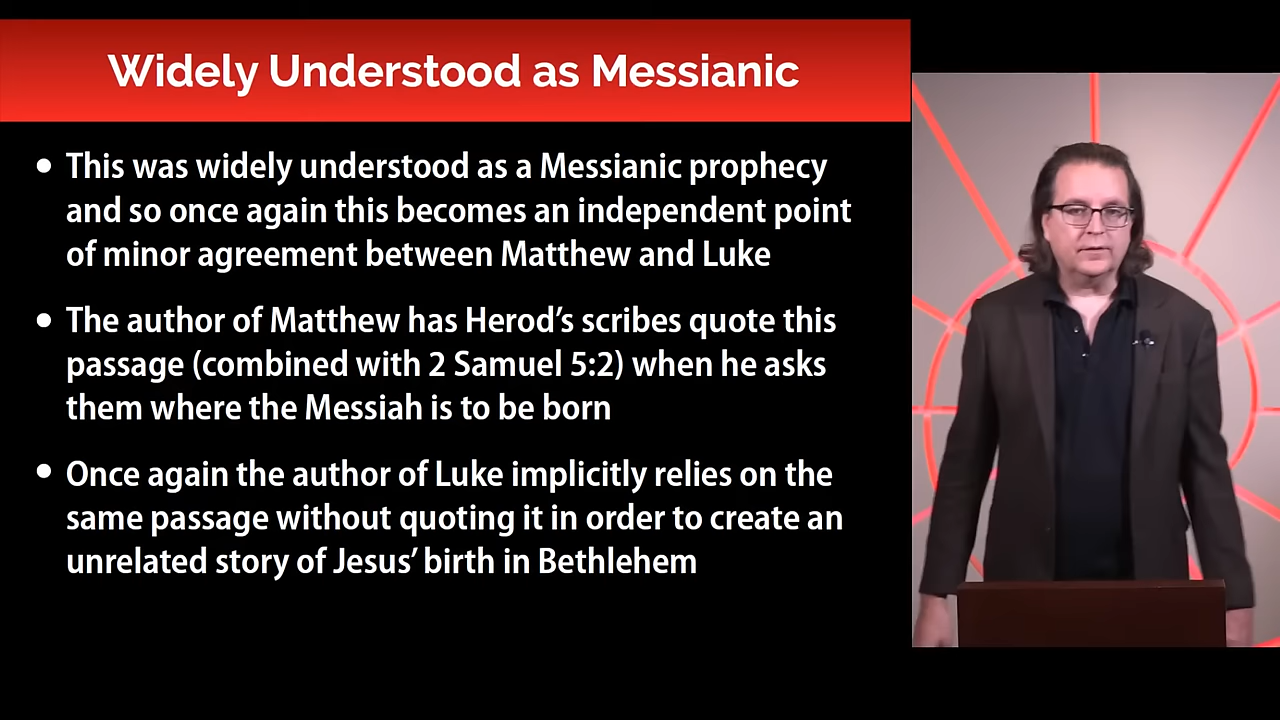 Widely Understood as Messianic
• This was widely understood as a Messianic prophecy
and so once again this becomes an independent point
of minor agreement between Matthew and Luke
• The author of Matthew has Herod’s scribes quote this
passage (combined with 2 Samuel 5:2) when he asks
them where the Messiah is to be born
• Once again the author of Luke implicitly relies on the
same passage without quoting it in order to create an
unrelated story of Jesus’ birth in Bethlehem